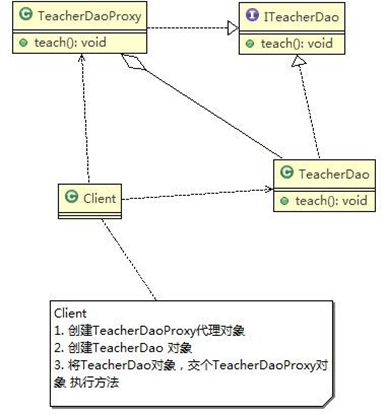 TeacherDaoProxy
teach(): void
ITeacherDao
teach(): void
Client
TeacherDao
teach(): void
Client
1. 创建TeacherDaoProxy代理对象
2. 创建TeacherDao 对象
3. 将TeacherDao对象，交个TeacherDaoProxy对
象 执行方法